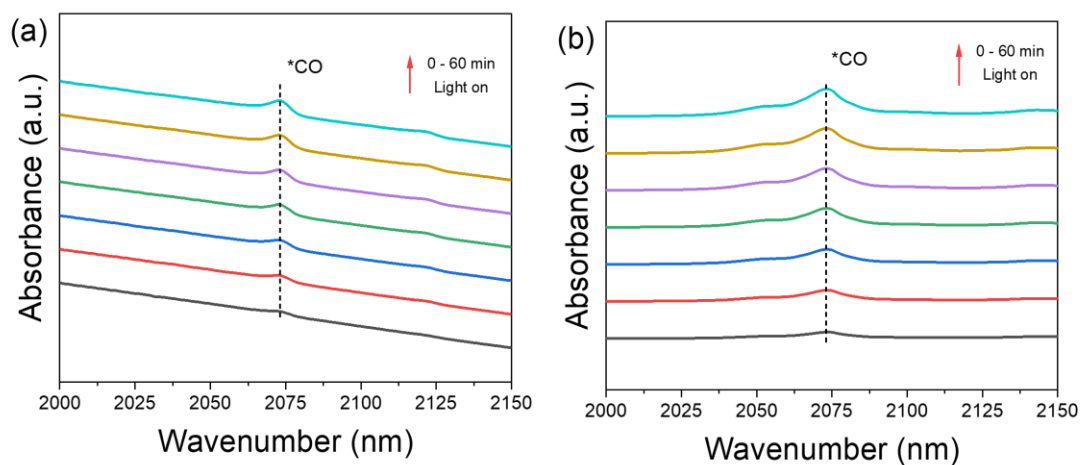 (a)
*CO
0 - 60 min
Light on
Absorbance (a.u.)
2000 2025 2050 2075 2100 2125 2150
Wavenumber (nm)
(b)
*CO
0 - 60 min
Light on
Absorbance (a.u.)
2000 2025 2050 2075 2100 2125 2150
Wavenumber (nm)